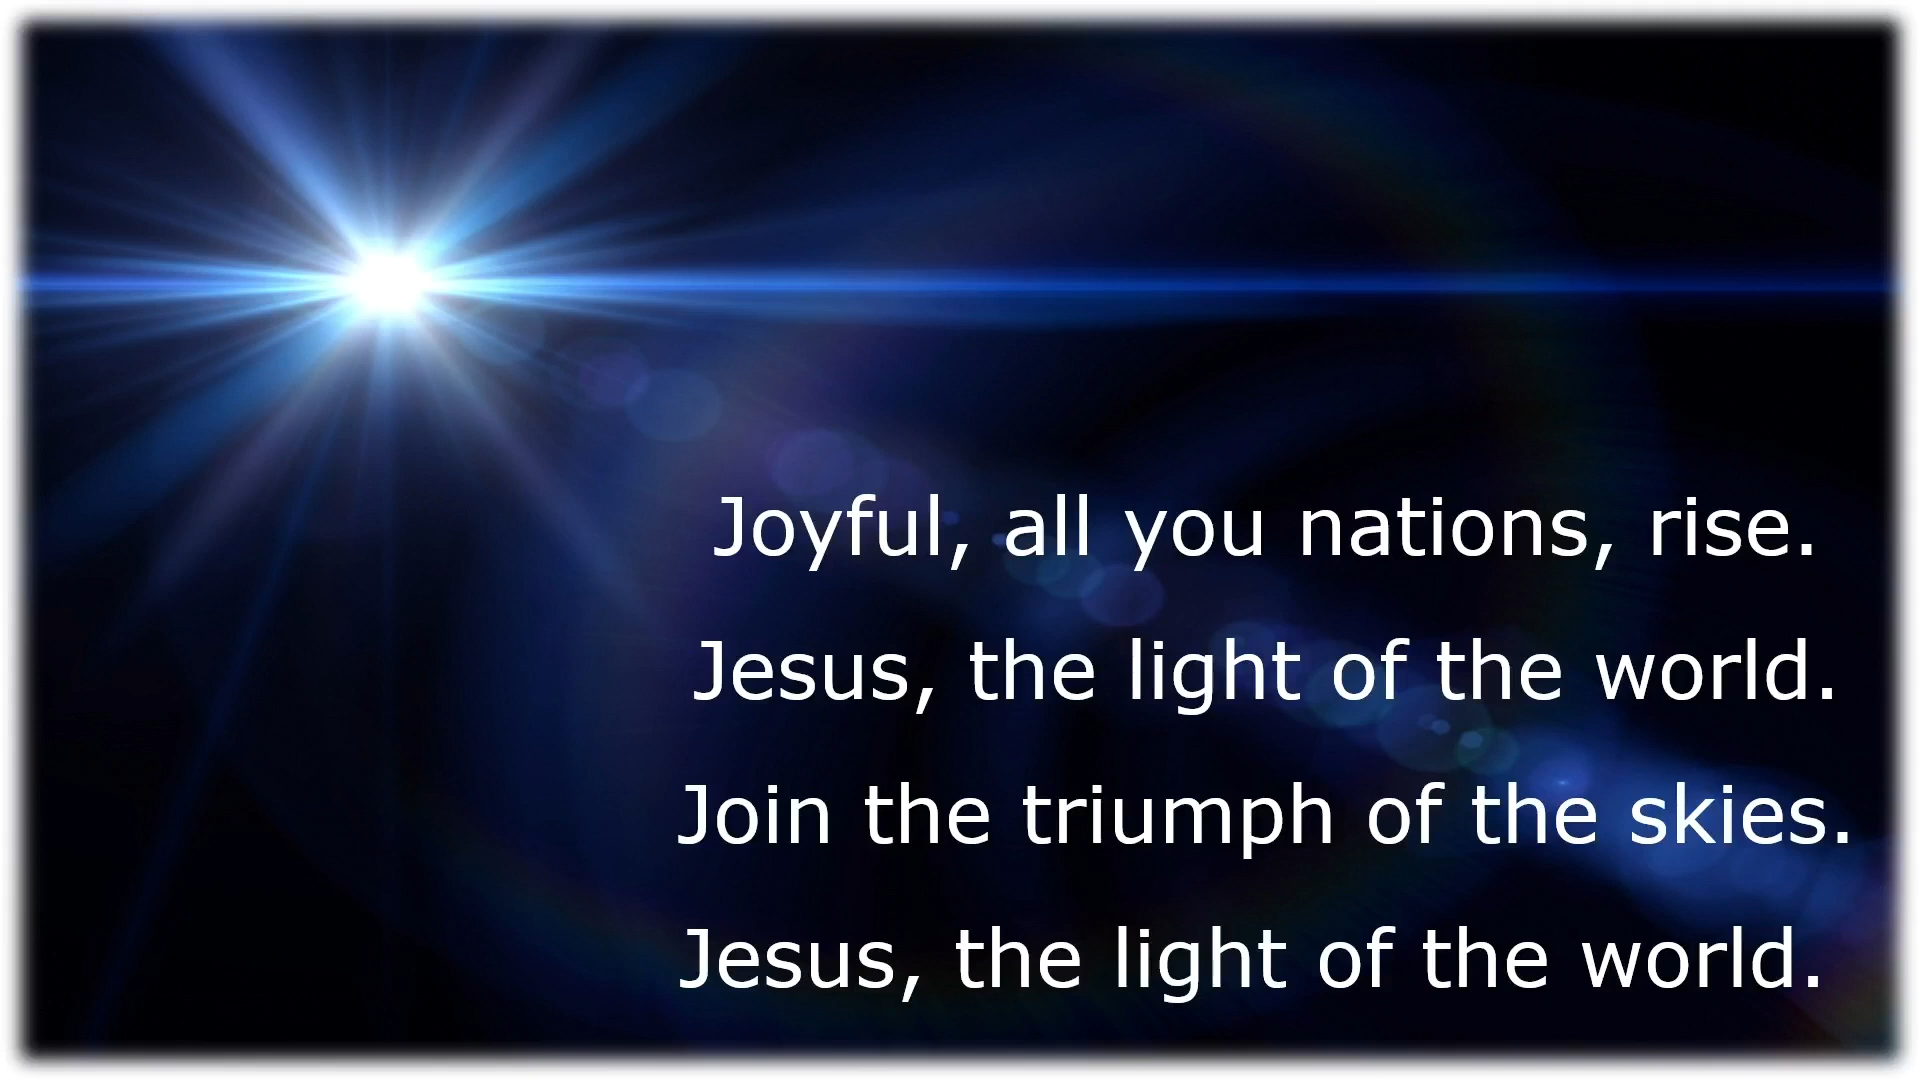 Joyful, all you nations, rise.
Jesus, the light of the world.
Join the triumph of the skies.
Jesus, the light of the world.